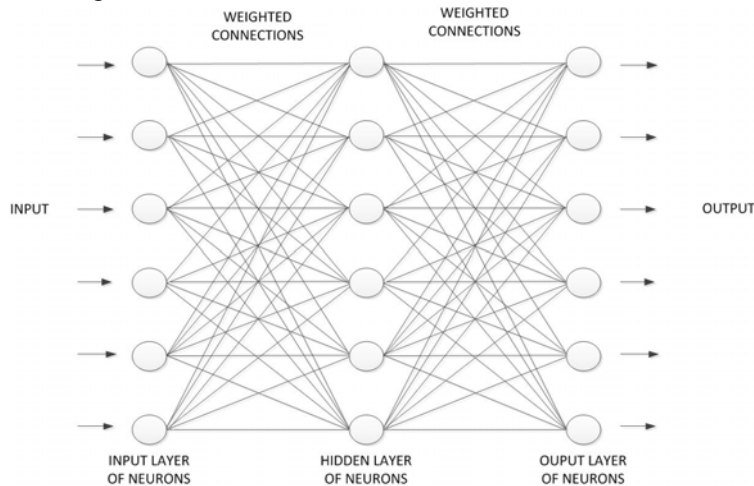 WEIGHTED
CONNECTIONS
WEIGHTED
CONNECTIONS
INPUT
OUTPUT
INPUT LAYER
OF NEURONS
HIDDEN LAYER
OF NEURONS
OUPUT LAYER
OF NEURONS